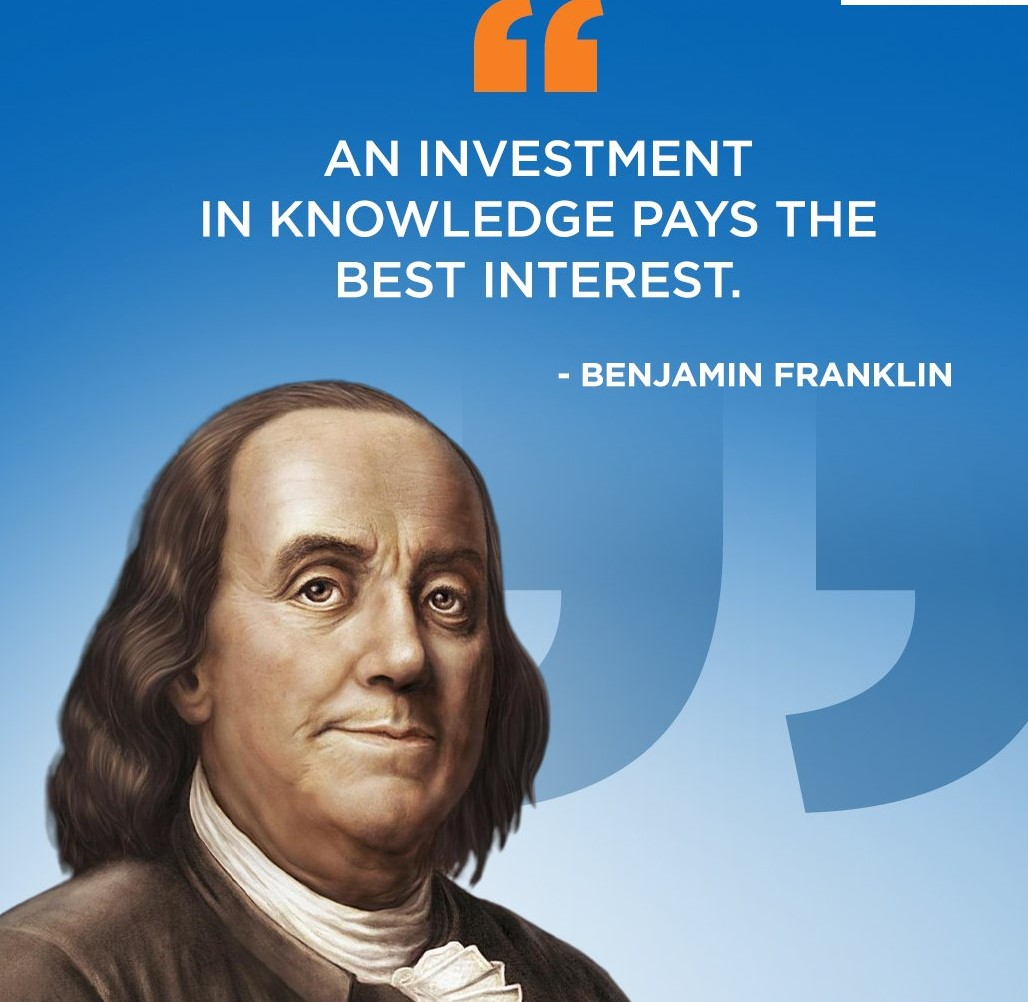 “
AN INVESTMENT
IN KNOWLEDGE PAYS THE
BEST INTEREST.
- BENJAMIN FRANKLIN
”